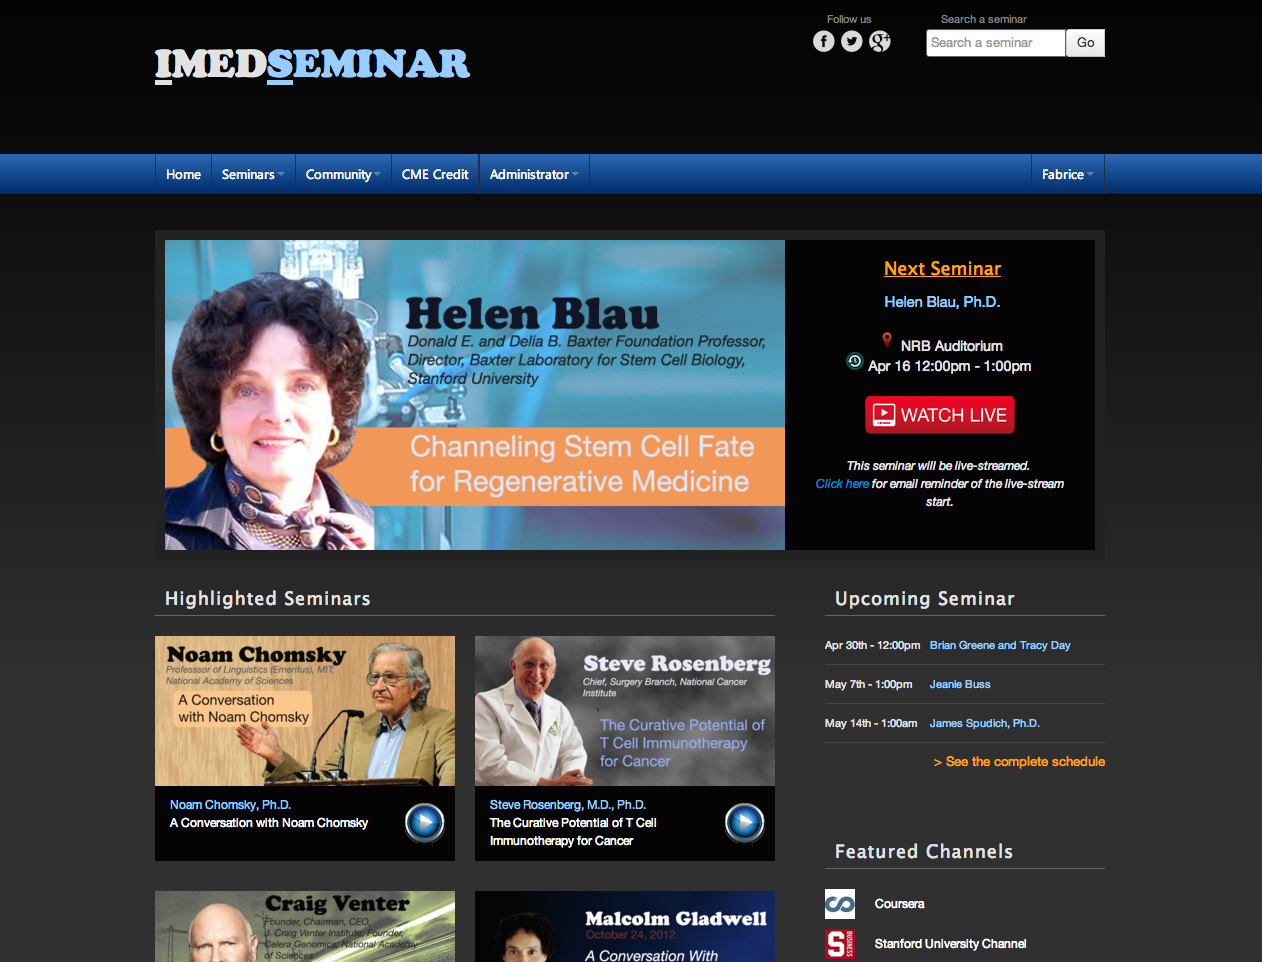 Follow us
Search a seminar
Search a seminar
Go
IMEDSEMINAR
Home
Seminars
Community
CME Credit
Administrator
Fabrice
Helen Blau
Donald E. and Delia B. Baxter Foundation Professor,
Director, Baxter Laboratory for Stem Cell Biology,
Stanford University
Channeling Stem Cell Fate
for Regenerative Medicine
Next Seminar
Helen Blau, Ph.D.
NRB Auditorium
Apr 16 12:00pm - 1:00pm
WATCH LIVE
This seminar will be live-streamed.
Click here for email reminder of the live-stream
start.
Highlighted Seminars
Noam Chomsky
Professsor of Linguistics (Emeritus), MIT,
National Academy of Sciences
A Conversation
with Noam Chomsky
Noam Chomsky, Ph.D.
A Conversation with Noam Chomsky
Steve Rosenberg
Chief, Surgery Branch, National Cancer
Institute
The Curative Potential of
T Cell Immunotherapy
for Cancer
Steve Rosenberg, M.D., Ph.D.
The Curative Potential of T Cell
Immunotherapy for Cancer
Craig Venter
Founder, Chairman, CEO,
J. Craig Venter Institute; Founder,
Celera Genomics, National Academy
of Sciences
Malcolm Gladwell
October 24, 2012
A Conversation With
Upcoming Seminar
Apr 30th - 12:00pm Brian Greene and Tracy Day
May 7th - 1:00pm Jeanie Buss
May 14th - 1:00am James Spudich, Ph.D.
> See the complete schedule
Featured Channels
Coursera
S BUSINESS
Stanford University Channel